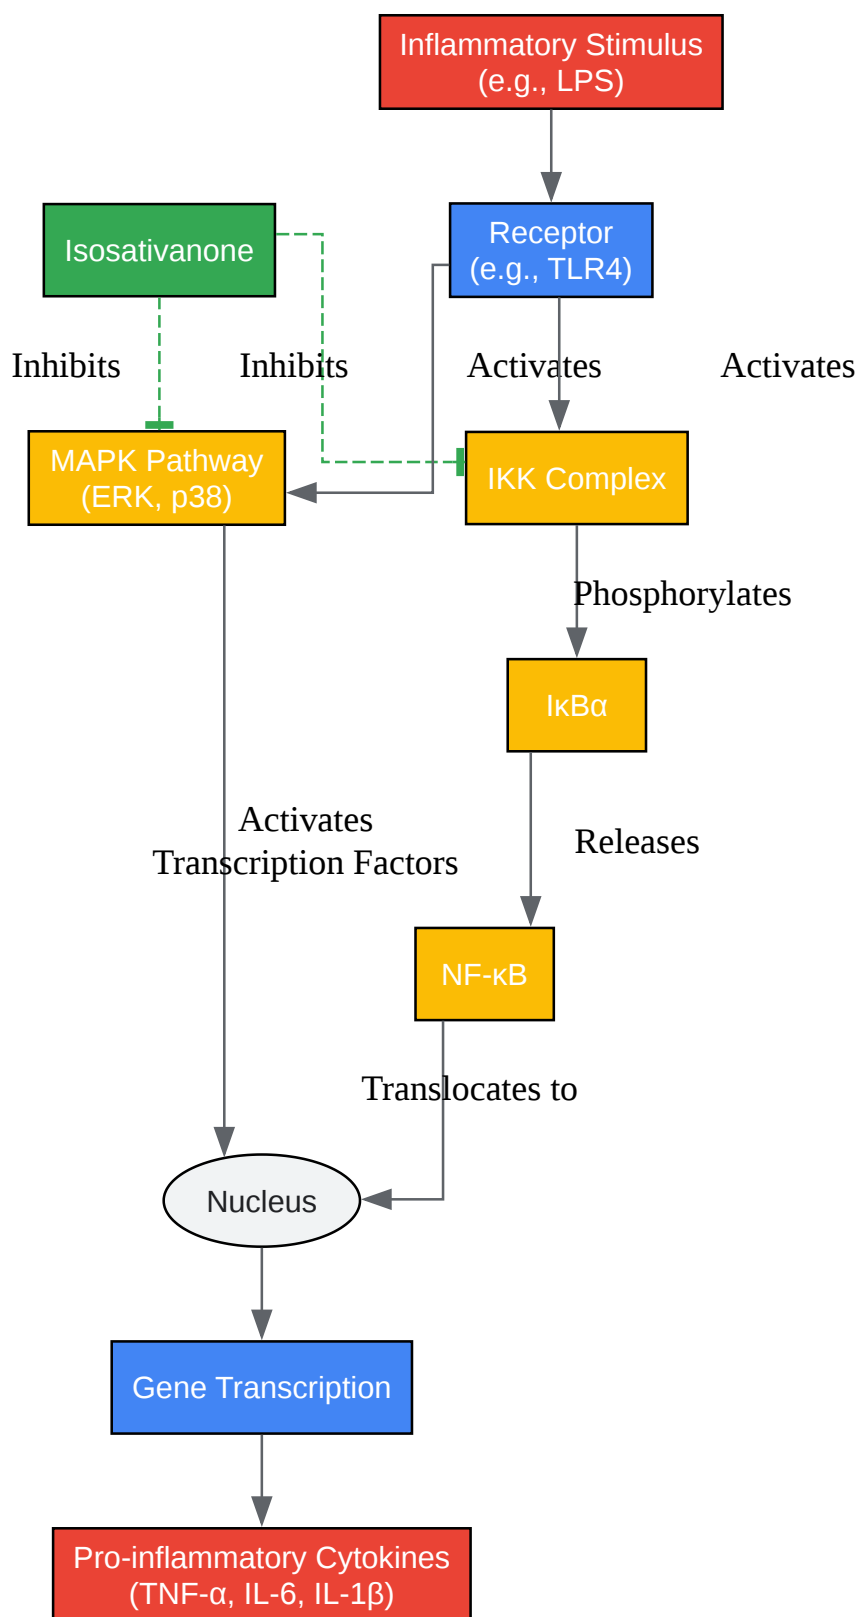 Inflammatory Stimulus
(e.g., LPS)
Isosativanone
Receptor
(e.g., TLR4)
Inhibits
Inhibits
Activates
Activates
MAPK Pathway
(ERK, p38)
IKK Complex
Phosphorylates
IκBα
Activates
Transcription Factors
Releases
NF-κB
Translocates to
Nucleus
Gene Transcription
Pro-inflammatory Cytokines
(TNF-α, IL-6, IL-1β)